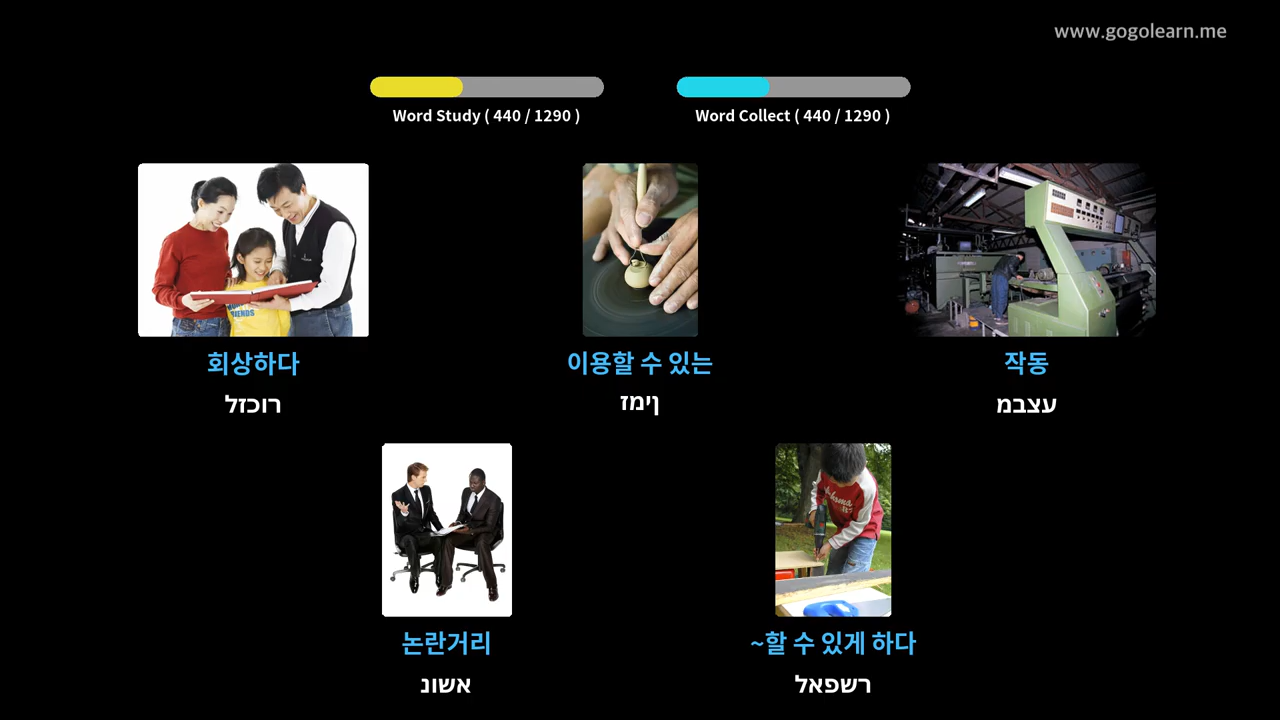 www.gogolearn.me
Word Study ( 440 / 1290 )
Word Collect ( 440 / 1290 )
회상하다
רוכזל
이용할 수 있는
ןימז
작동
עצבמ
논란거리
אשונ
~할 수 있게 하다
רשפאל